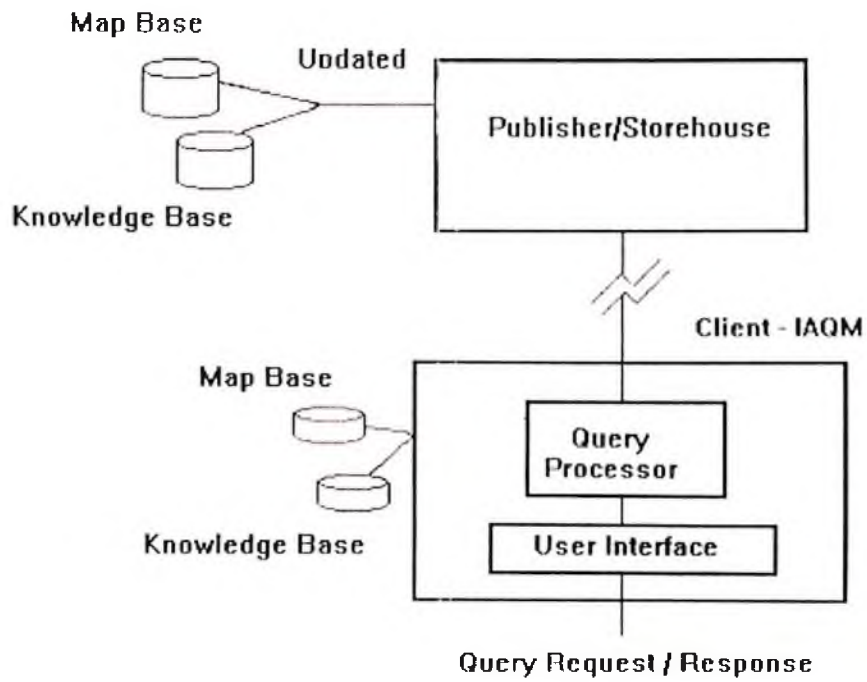 Map Base
Updated
Publisher/Storehouse
Knowledge Base
Client - IAQM
Map Base
Query
Processor
Knowledge Base
User Interface
Query Request / Response